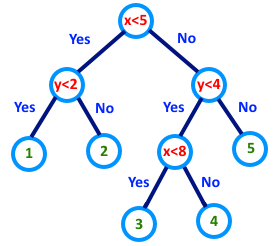 x<5
Yes No
y<2 y<4
Yes No Yes No
1 2 x<8 5
Yes No
3 4